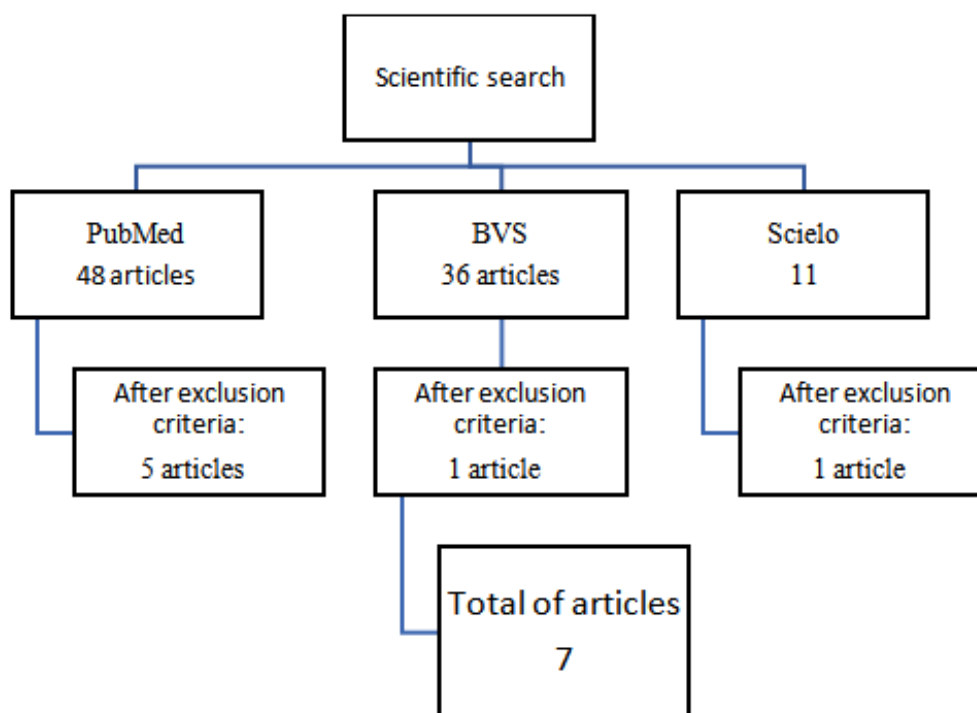 Scientific search
PubMed
48 articles
BVS
36 articles
Scielo
11
After exclusion
criteria:
5 articles
After exclusion
criteria:
1 article
After exclusion
criteria:
1 article
Total of articles
7